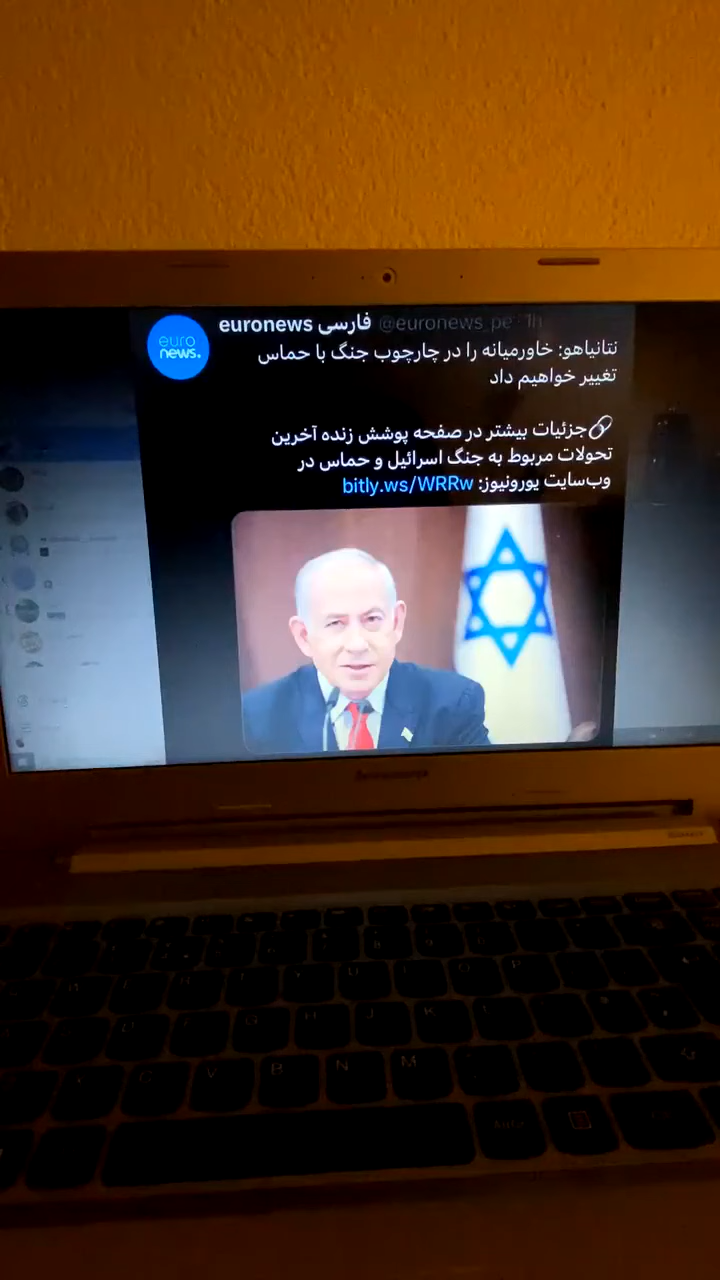 euronews فارسی @euronews_pe · 1h
euro
news.
نتانیاهو: خاورمیانه را در چارچوب جنگ با حماس
تغییر خواهیم داد
🔗جزئیات بیشتر در صفحه پوشش زنده آخرین
تحولات مربوط به جنگ اسرائیل و حماس در
وب‌سایت یورونیوز: bitly.ws/WRRw